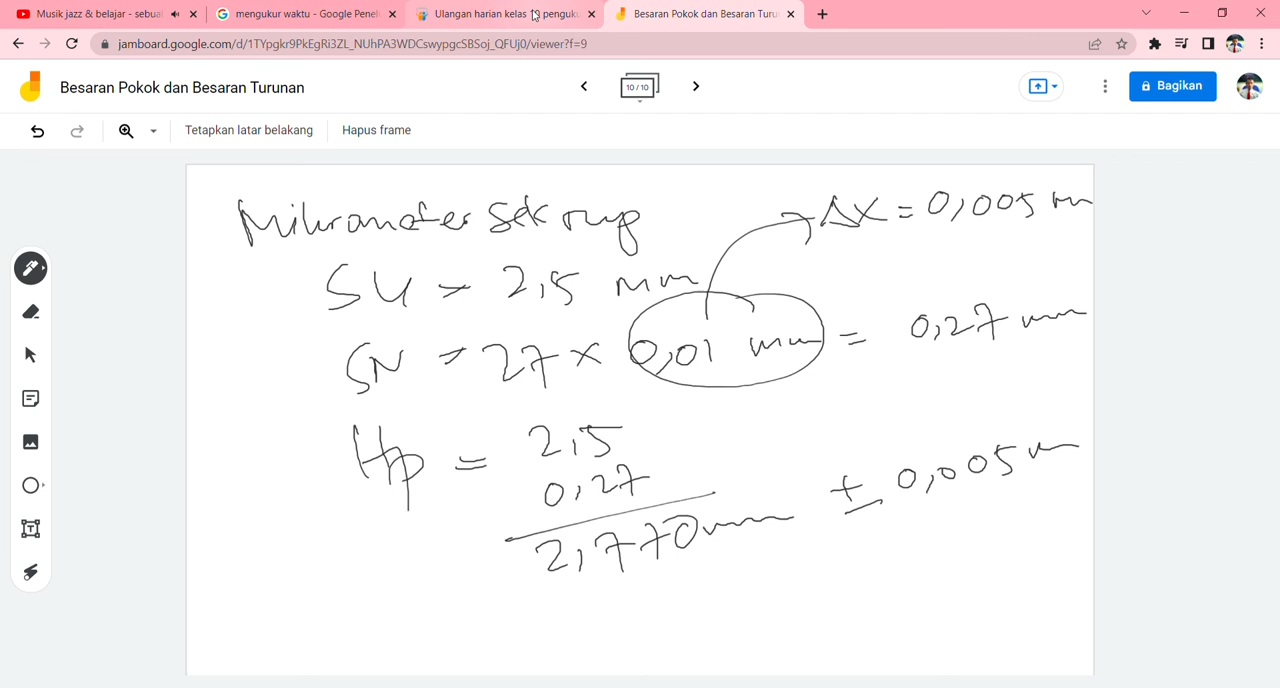 Musik jazz & belajar - sebua
mengukur waktu - Google Penel
Ulangan harian kelas 10 penguku
Besaran Pokok dan Besaran Turun
jamboard.google.com/d/1TYpgkr9PkEgRi3ZL_NUhPA3WDCswypgcSBSoj_QFUj0/viewer?f=9
Besaran Pokok dan Besaran Turunan
10 / 10
Bagikan
Tetapkan latar belakang
Hapus frame
Mikrometer Sekrup
ΔX = 0,005 m
SU → 2,5 mm
SN → 27 × 0,01 mm = 0,27 mm
Hp = 2,5
0,27
2,770 mm ± 0,005 m